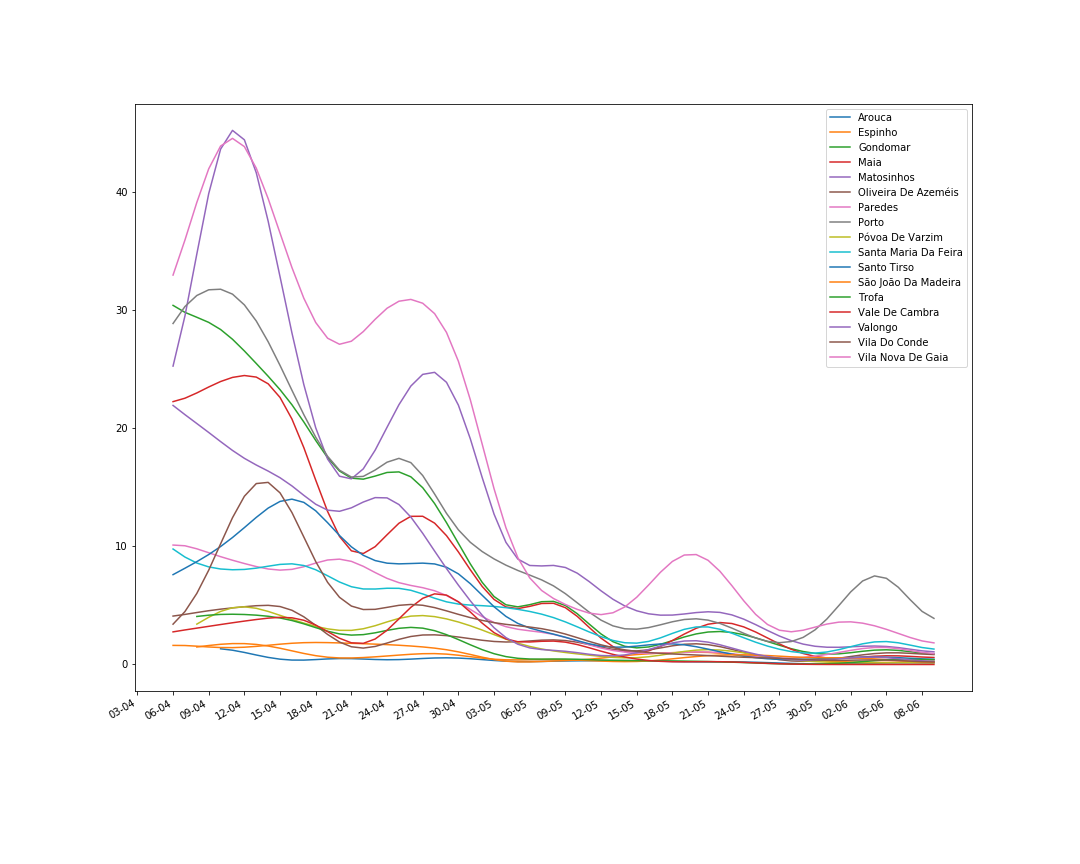 Arouca
Espinho
Gondomar
Maia
Matosinhos
Oliveira De Azeméis
Paredes
Porto
Póvoa De Varzim
Santa Maria Da Feira
Santo Tirso
São João Da Madeira
Trofa
Vale De Cambra
Valongo
Vila Do Conde
Vila Nova De Gaia
40
30
20
10
0
03-04 06-04 09-04 12-04 15-04 18-04 21-04 24-04 27-04 30-04 03-05 06-05 09-05 12-05 15-05 18-05 21-05 24-05 27-05 30-05 02-06 05-06 08-06